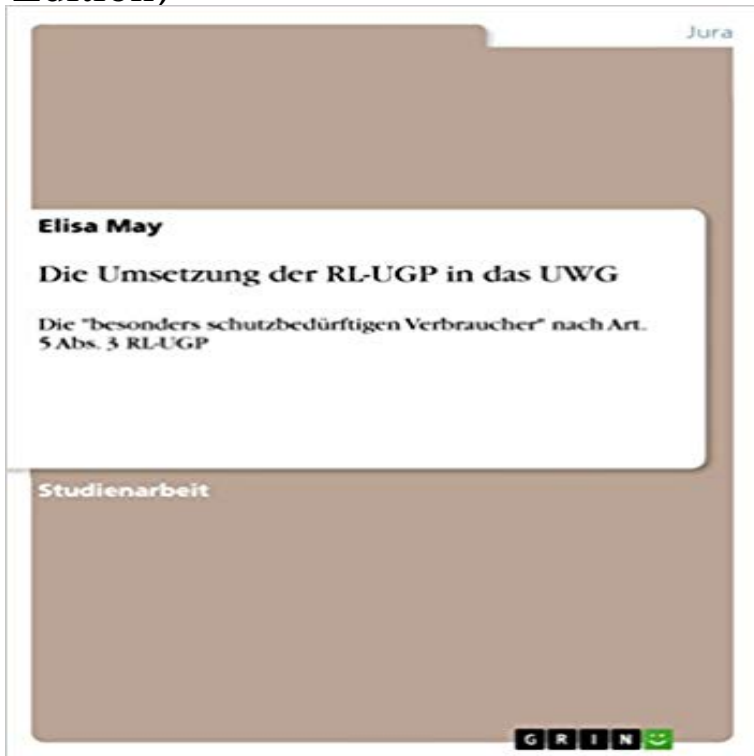 Edition)
Jura
Elisa May
Die Umsetzung der RL-UGP in das UWG
Die "besonders schutzbedürftigen Verbraucher" nach Art.
5 Abs. 3 RL-UGP
Studienarbeit
GRIN